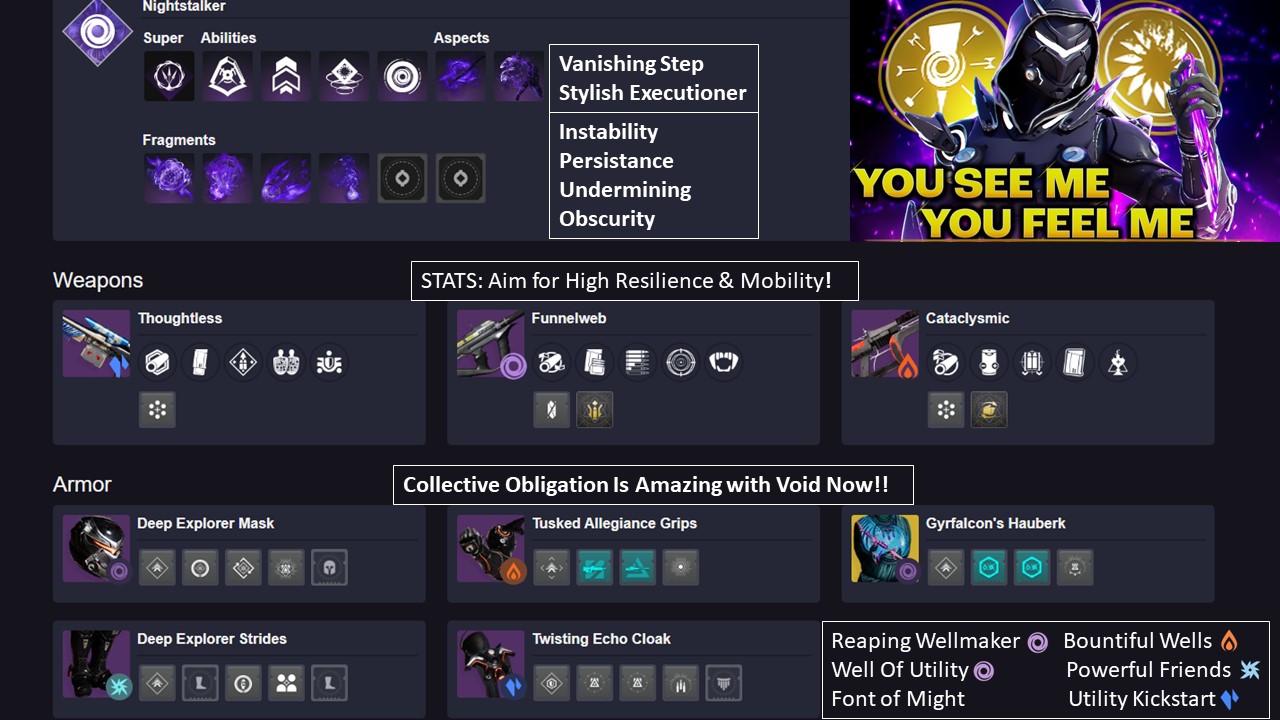 Nightstalker
Super Abilities Aspects
Vanishing Step
Stylish Executioner
Fragments
Instability
Persistance
Undermining
Obscurity
YOU SEE ME
YOU FEEL ME
STATS: Aim for High Resilience & Mobility!
Weapons
Thoughtless
Funnelweb
Cataclysmic
Collective Obligation Is Amazing with Void Now!!
Armor
Deep Explorer Mask
Tusked Allegiance Grips
Gyrfalcon's Hauberk
Deep Explorer Strides
Twisting Echo Cloak
Reaping Wellmaker Bountiful Wells
Well Of Utility Powerful Friends
Font of Might Utility Kickstart